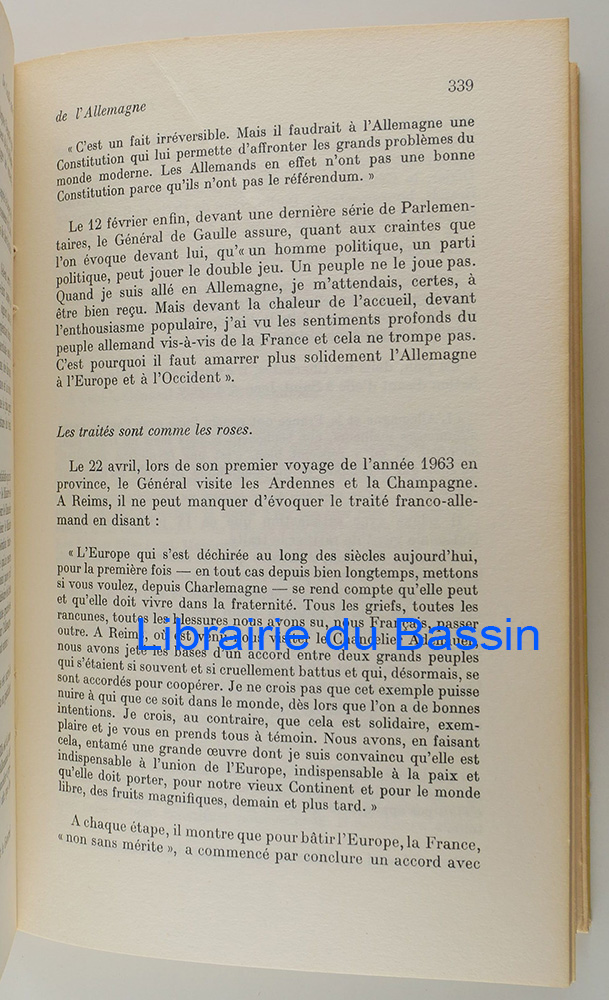 339
de l'Allemagne
« C'est un fait irréversible. Mais il faudrait à l'Allemagne une
Constitution qui lui permette d'affronter les grands problèmes du
monde moderne. Les Allemands en effet n'ont pas une bonne
Constitution parce qu'ils n'ont pas le référendum. »
Le 12 février enfin, devant une dernière série de Parlemen-
taires, le Général de Gaulle assure, quant aux craintes que
l'on évoque devant lui, qu'« un homme politique, un parti
politique, peut jouer le double jeu. Un peuple ne le joue pas.
Quand je suis allé en Allemagne, je m'attendais, certes, à
être bien reçu. Mais devant la chaleur de l'accueil, devant
l'enthousiasme populaire, j'ai vu les sentiments profonds du
peuple allemand vis-à-vis de la France et cela ne trompe pas.
C'est pourquoi il faut amarrer plus solidement l'Allemagne
à l'Europe et à l'Occident ».
Les traités sont comme les roses.
Le 22 avril, lors de son premier voyage de l'année 1963 en
province, le Général visite les Ardennes et la Champagne.
A Reims, il ne peut manquer d'évoquer le traité franco-alle-
mand en disant :
« L'Europe qui s'est déchirée au long des siècles aujourd'hui,
pour la première fois — en tout cas depuis bien longtemps, mettons
si vous voulez, depuis Charlemagne — se rend compte qu'elle peut
et qu'elle doit vivre dans la fraternité. Tous les griefs, toutes les
rancunes, toutes les blessures nous avons su, nous Français, passer
outre. A Reims, où est venu nous visiter le Chancelier Adenauer,
nous avons jeté les bases d'un accord entre deux grands peuples
qui s'étaient si souvent et si cruellement battus et qui, désormais, se
sont accordés pour coopérer. Je ne crois pas que cet exemple puisse
nuire à qui que ce soit dans le monde, dès lors que l'on a de bonnes
intentions. Je crois, au contraire, que cela est solidaire, exem-
plaire et je vous en prends tous à témoin. Nous avons, en faisant
cela, entamé une grande œuvre dont je suis convaincu qu'elle est
indispensable à l'union de l'Europe, indispensable à la paix et
qu'elle doit porter, pour notre vieux Continent et pour le monde
libre, des fruits magnifiques, demain et plus tard. »
A chaque étape, il montre que pour bâtir l'Europe, la France,
« non sans mérite », a commencé par conclure un accord avec
Librairie du Bassin